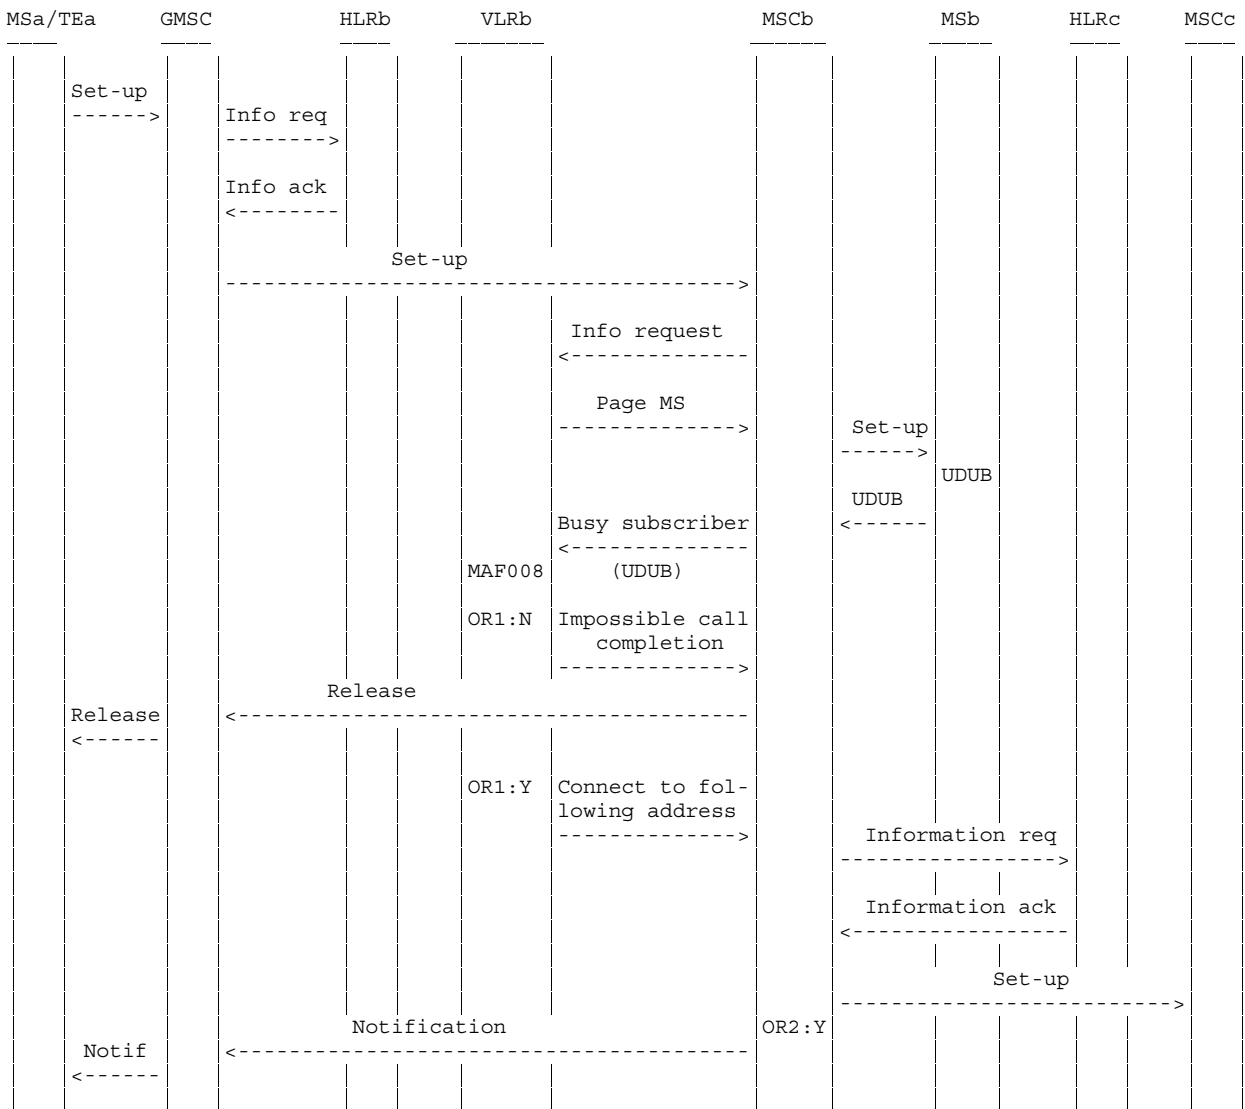 MSa/TEa GMSC HLRb VLRb MSCb MSb HLRc MSCc
Set-up
------> Info req
-------->
Info ack
<--------
Set-up
---------------------------------------->
Info request
<--------------
Page MS
--------------> Set-up
------>
UDUB
UDUB
Busy subscriber <------
<--------------
MAF008 (UDUB)
OR1:N Impossible call
completion
-------------->
Release
Release <----------------------------------------
<------
OR1:Y Connect to fol-
lowing address
--------------> Information req
----------------->
Information ack
<-----------------
Set-up
-------------------------->
Notification OR2:Y
Notif <----------------------------------------
<------